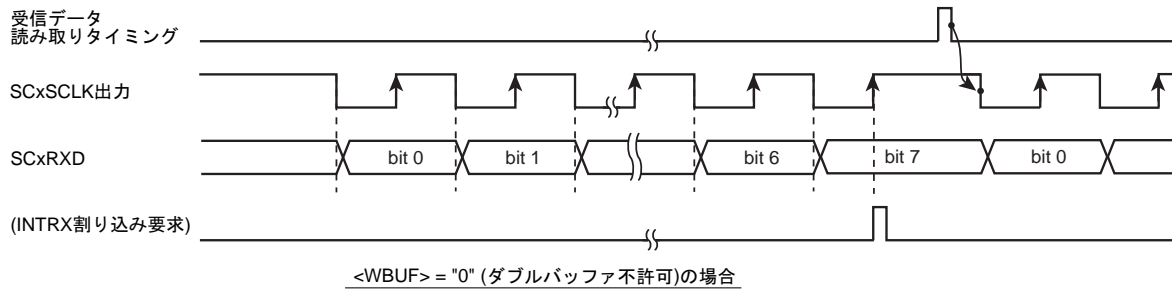 受信データ
読み取りタイミング
SCxSCLK出力
SCxRXD
bit 0
bit 1
bit 6
bit 7
bit 0
(INTRX割り込み要求)
<WBUF> = "0" (ダブルバッファ不許可)の場合